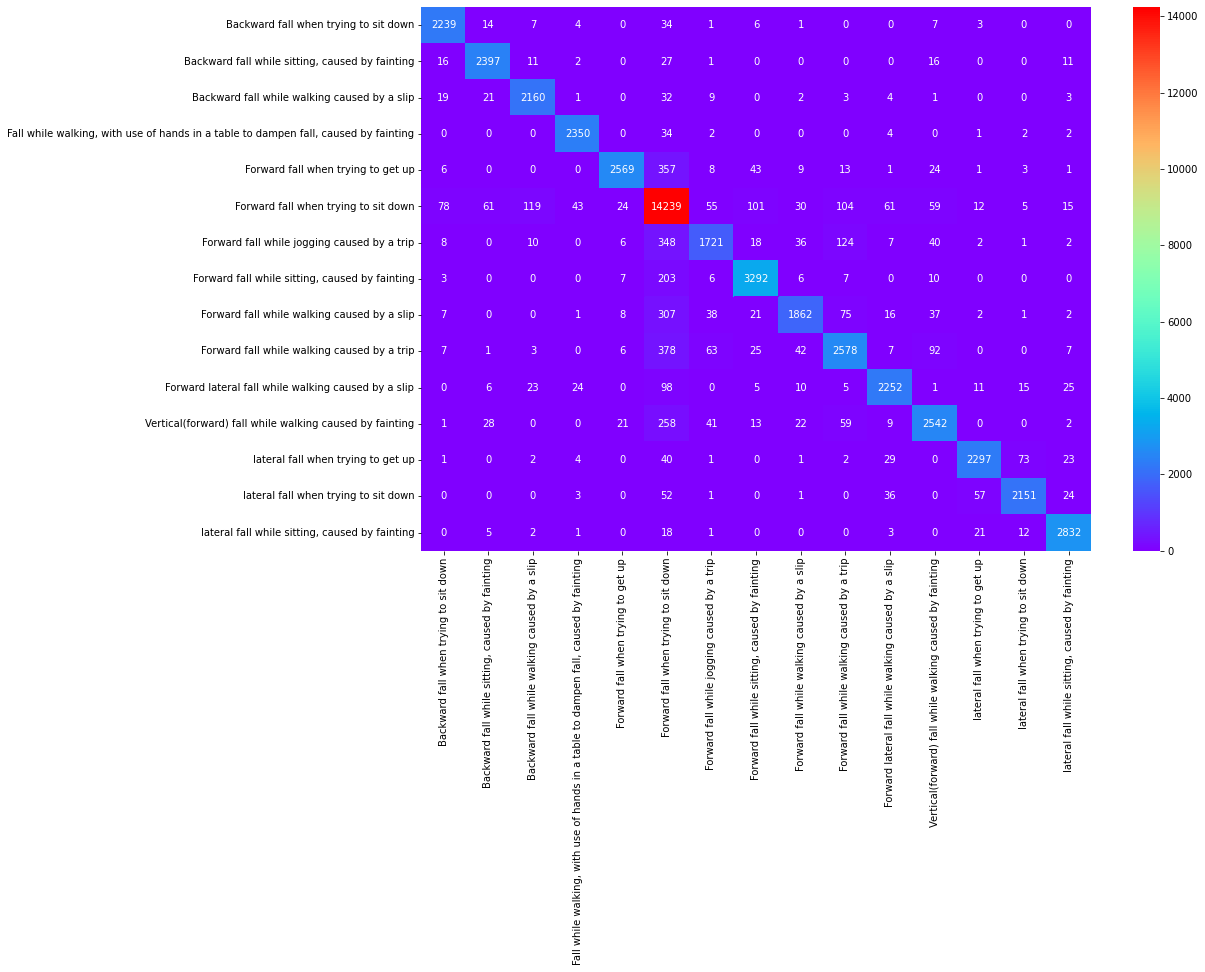 Backward fall when trying to sit down 2239 14 7 4 0 34 1 6 1 0 0 7 3 0 0
Backward fall while sitting, caused by fainting 16 2397 11 2 0 27 1 0 0 0 0 16 0 0 11
Backward fall while walking caused by a slip 19 21 2160 1 0 32 9 0 2 3 4 1 0 0 3
Fall while walking, with use of hands in a table to dampen fall, caused by fainting 0 0 0 2350 0 34 2 0 0 0 4 0 1 2 2
Forward fall when trying to get up 6 0 0 0 2569 357 8 43 9 13 1 24 1 3 1
Forward fall when trying to sit down 78 61 119 43 24 14239 55 101 30 104 61 59 12 5 15
Forward fall while jogging caused by a trip 8 0 10 0 6 348 1721 18 36 124 7 40 2 1 2
Forward fall while sitting, caused by fainting 3 0 0 0 7 203 6 3292 6 7 0 10 0 0 0
Forward fall while walking caused by a slip 7 0 0 1 8 307 38 21 1862 75 16 37 2 1 2
Forward fall while walking caused by a trip 7 1 3 0 6 378 63 25 42 2578 7 92 0 0 7
Forward lateral fall while walking caused by a slip 0 6 23 24 0 98 0 5 10 5 2252 1 11 15 25
Vertical(forward) fall while walking caused by fainting 1 28 0 0 21 258 41 13 22 59 9 2542 0 0 2
lateral fall when trying to get up 1 0 2 4 0 40 1 0 1 2 29 0 2297 73 23
lateral fall when trying to sit down 0 0 0 3 0 52 1 0 1 0 36 0 57 2151 24
lateral fall while sitting, caused by fainting 0 5 2 1 0 18 1 0 0 0 3 0 21 12 2832
Backward fall when trying to sit down
Backward fall while sitting, caused by fainting
Backward fall while walking caused by a slip
Fall while walking, with use of hands in a table to dampen fall, caused by fainting
Forward fall when trying to get up
Forward fall when trying to sit down
Forward fall while jogging caused by a trip
Forward fall while sitting, caused by fainting
Forward fall while walking caused by a slip
Forward fall while walking caused by a trip
Forward lateral fall while walking caused by a slip
Vertical(forward) fall while walking caused by fainting
lateral fall when trying to get up
lateral fall when trying to sit down
lateral fall while sitting, caused by fainting
14000
12000
10000
8000
6000
4000
2000
0